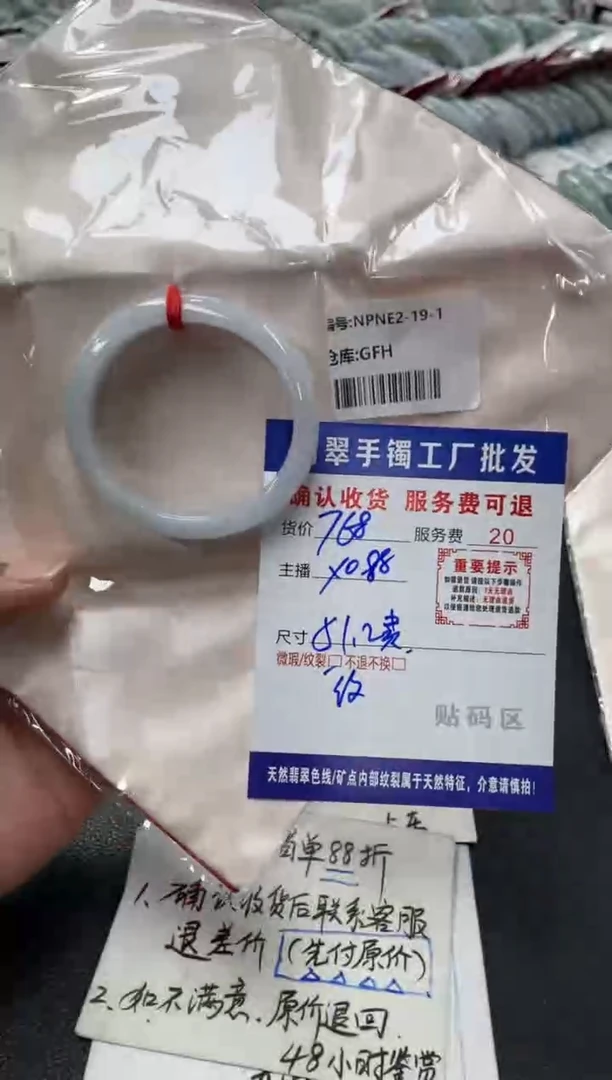 编号:NPNE2-19-1
仓库:GFH
翠手镯工厂批发
确认收货 服务费可退
货价 768 服务费 20
主播 x0.88
重要提示
尺寸 51.2
微瑕/纹裂□不退不换□
纹
贴码区
天然翡翠色线/矿点内部纹裂属于天然特征，介意请慎拍!
单88折
1、确认收货后联系客服
退差价 (先付原价)
2、如不满意、原价退回
48小时鉴赏